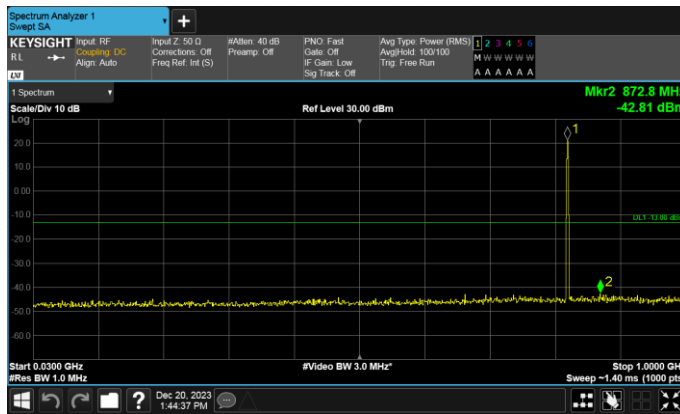 Spectrum Analyzer 1
Swept SA
KEYSIGHT
RL
LXI
Input: RF
Coupling: DC
Align: Auto
Input Z: 50 Ω
Corrections: Off
Freq Ref: Int (S)
#Atten: 40 dB
Preamp: Off
PNO: Fast
Gate: Off
IF Gain: Low
Sig Track: Off
Avg Type: Power (RMS)
Avg|Hold: 100/100
Trig: Free Run
1 2 3 4 5 6
M W W W W W
A A A A A A
1 Spectrum
Scale/Div 10 dB
Ref Level 30.00 dBm
Mkr2 872.8 MH
-42.81 dBm
Log
20.0
10.0
0.00
-10.0
-20.0
-30.0
-40.0
-50.0
-60.0
1
DL1 -13.00 dB
2
Start 0.0300 GHz
#Res BW 1.0 MHz
#Video BW 3.0 MHz*
Stop 1.0000 GH
Sweep ~1.40 ms (1000 pts
?
Dec 20, 2023
1:44:37 PM